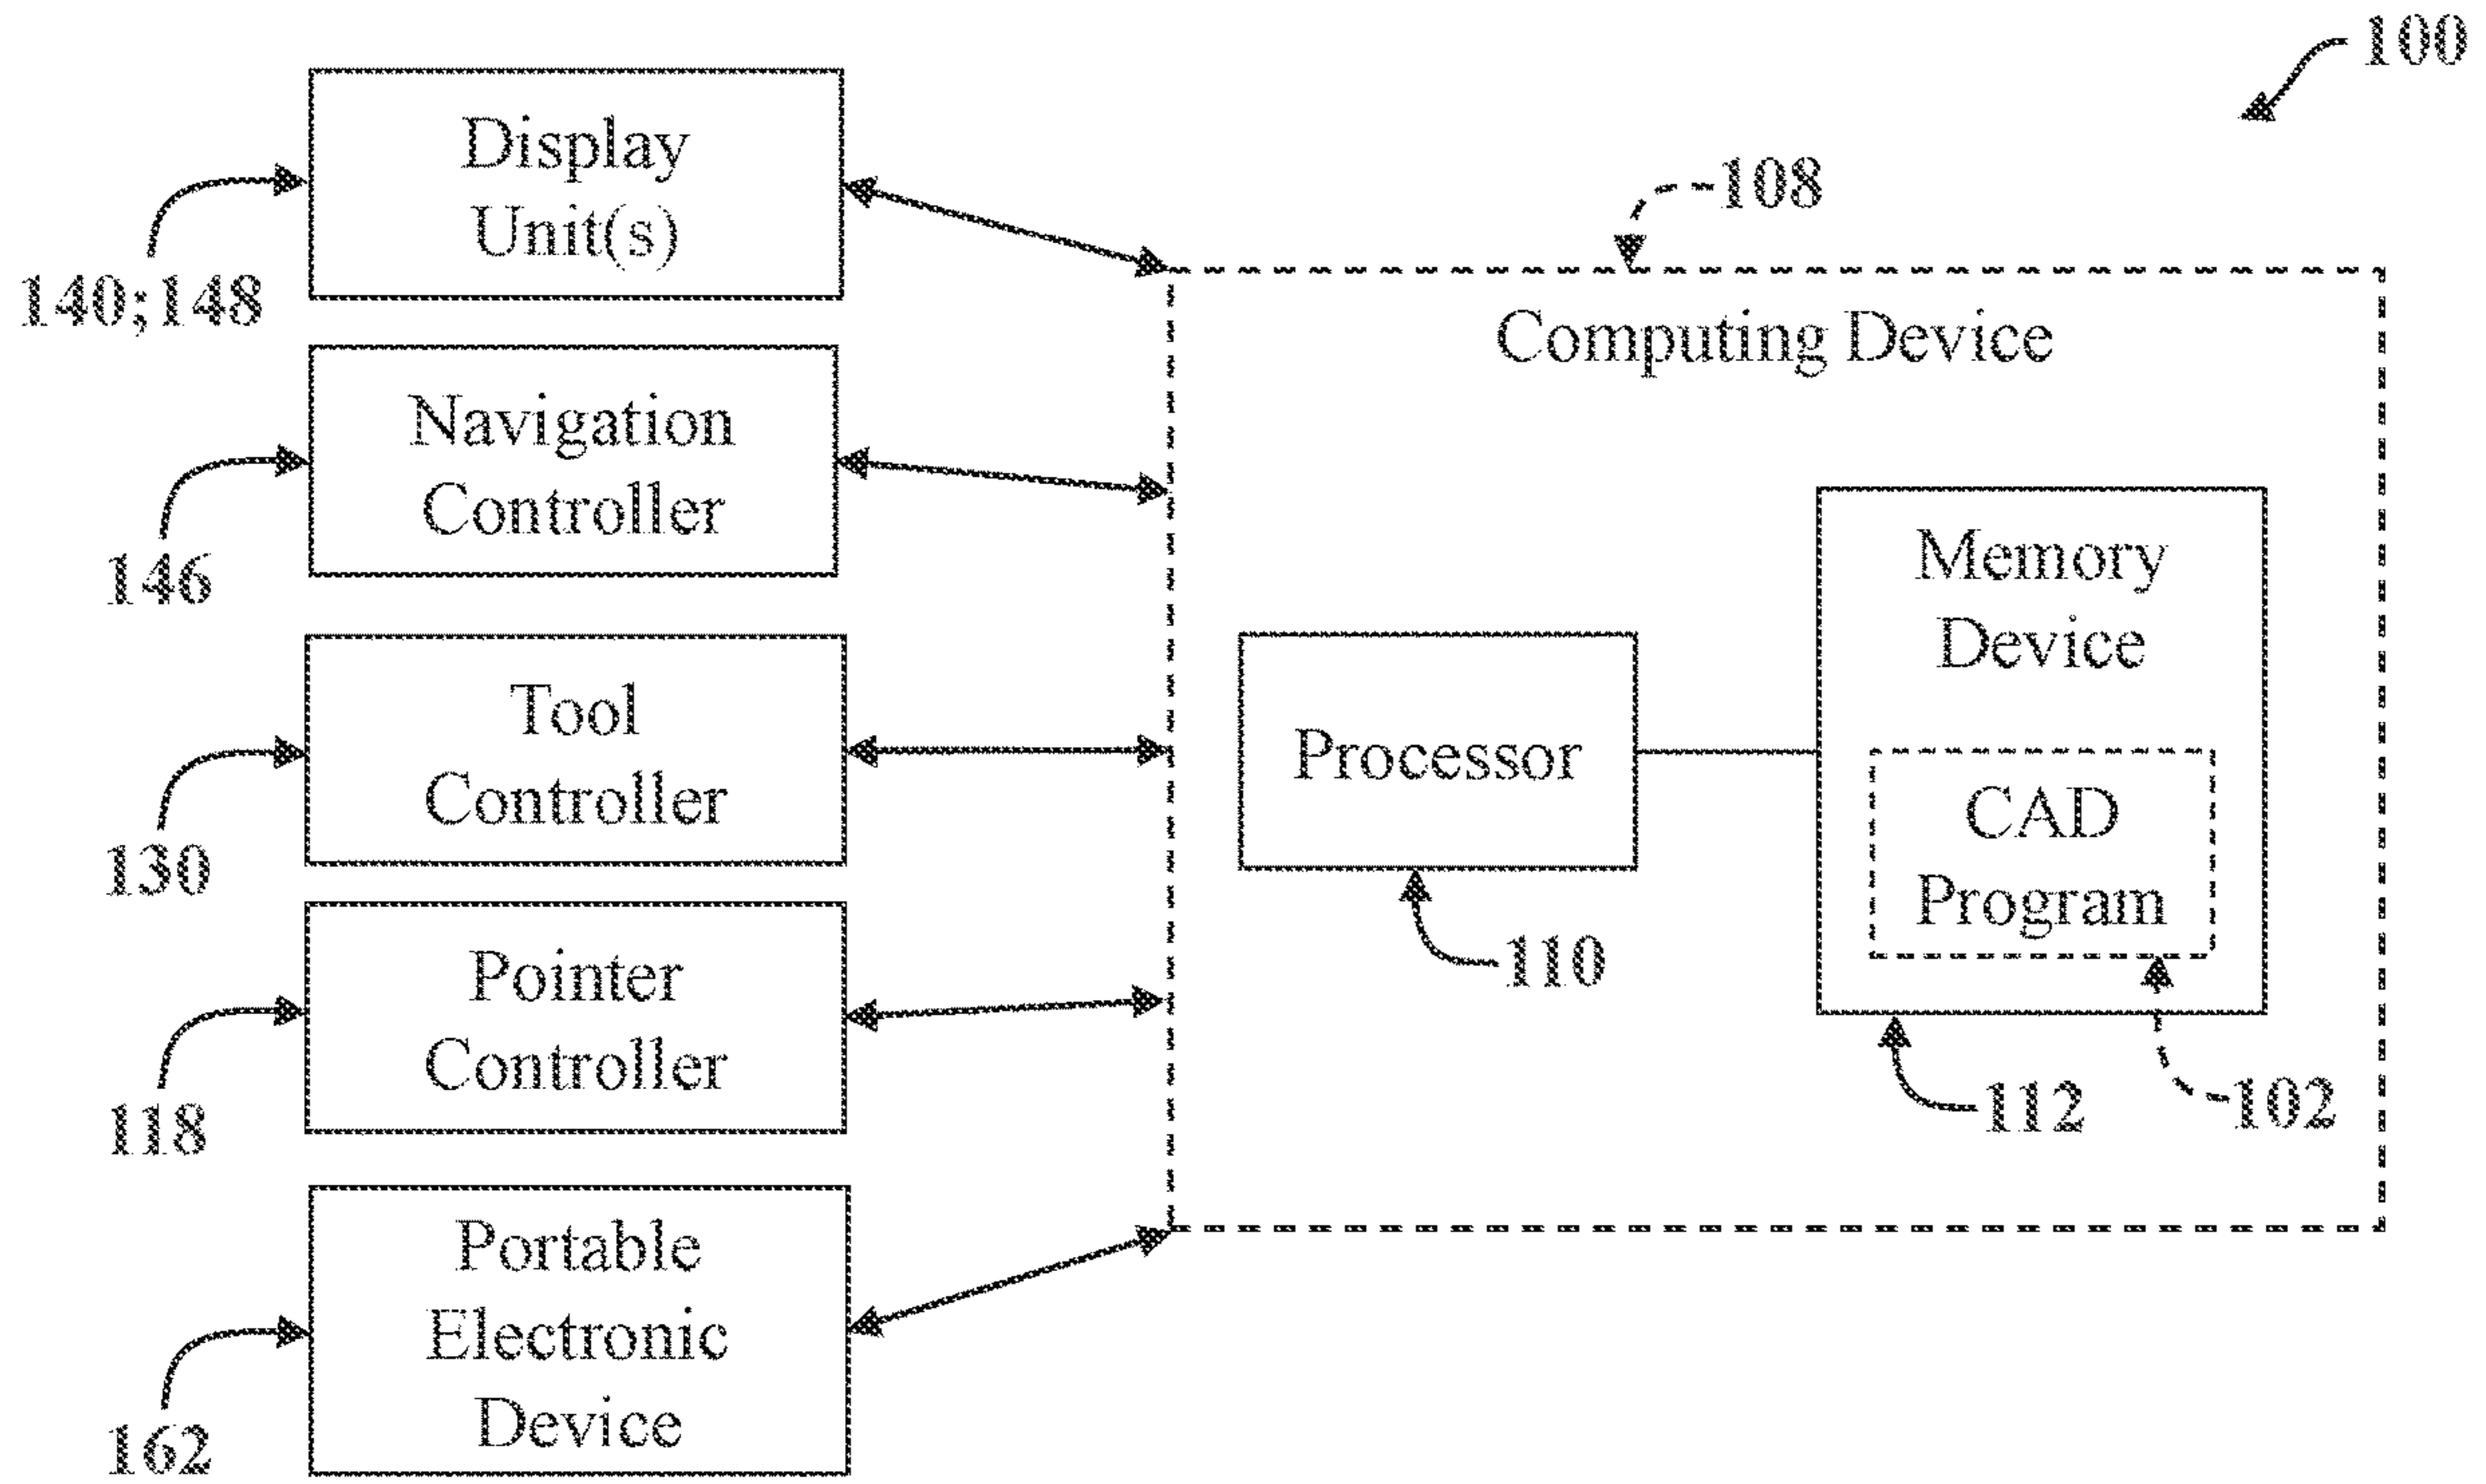 100
Display
Unit(s)
140;148
108
Computing Device
Navigation
Controller
146
Memory
Device
Tool
Controller
130
Processor
CAD
Program
110
Pointer
Controller
118
112
102
Portable
Electronic
Device
162